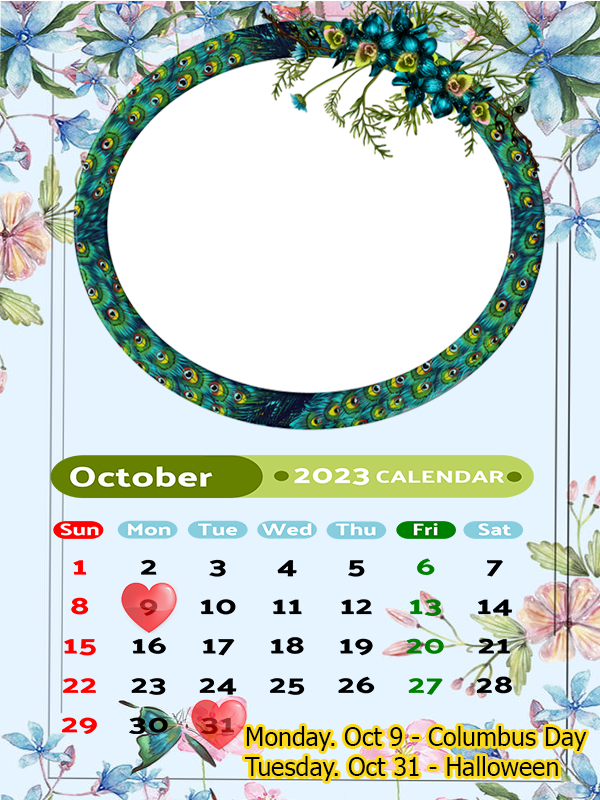 October 2023 CALENDAR
Sun Mon Tue Wed Thu Fri Sat
1 2 3 4 5 6 7
8 9 10 11 12 13 14
15 16 17 18 19 20 21
22 23 24 25 26 27 28
29 30 31
Monday. Oct 9 - Columbus Day
Tuesday. Oct 31 - Halloween